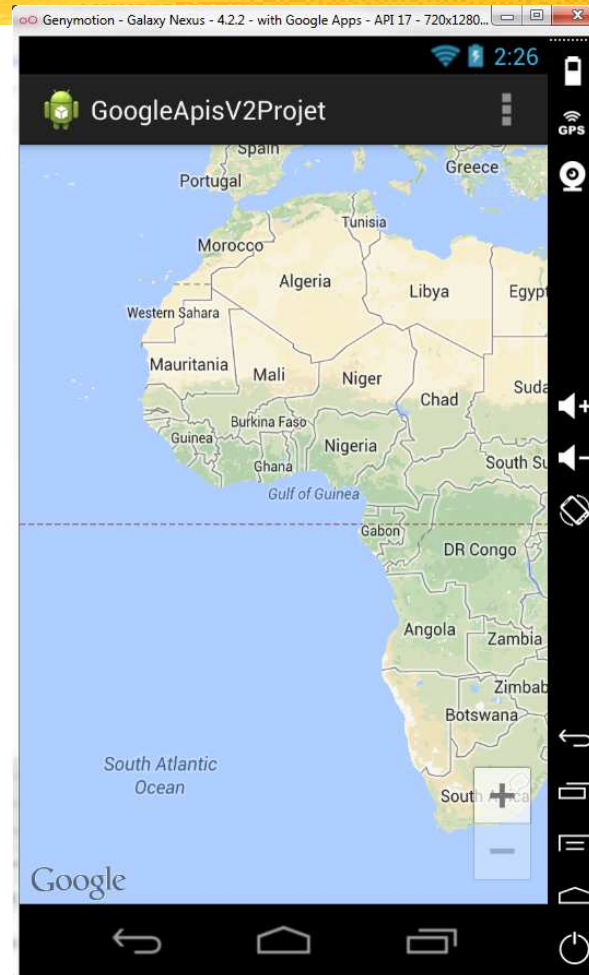 Genymotion - Galaxy Nexus - 4.2.2 - with Google Apps - API 17 - 720x1280...
2:26
GPS
GoogleApisV2Projet
Spain
Portugal
Greece
Tunisia
Morocco
Algeria
Libya
Egypt
Western Sahara
Mauritania
Mali
Niger
Chad
Suda
Burkina Faso
Guinea
Nigeria
Ghana
South Su
Gulf of Guinea
Gabon
DR Congo
Angola
Zambia
Zimbab
Botswana
South Atlantic
Ocean
South Africa
Google